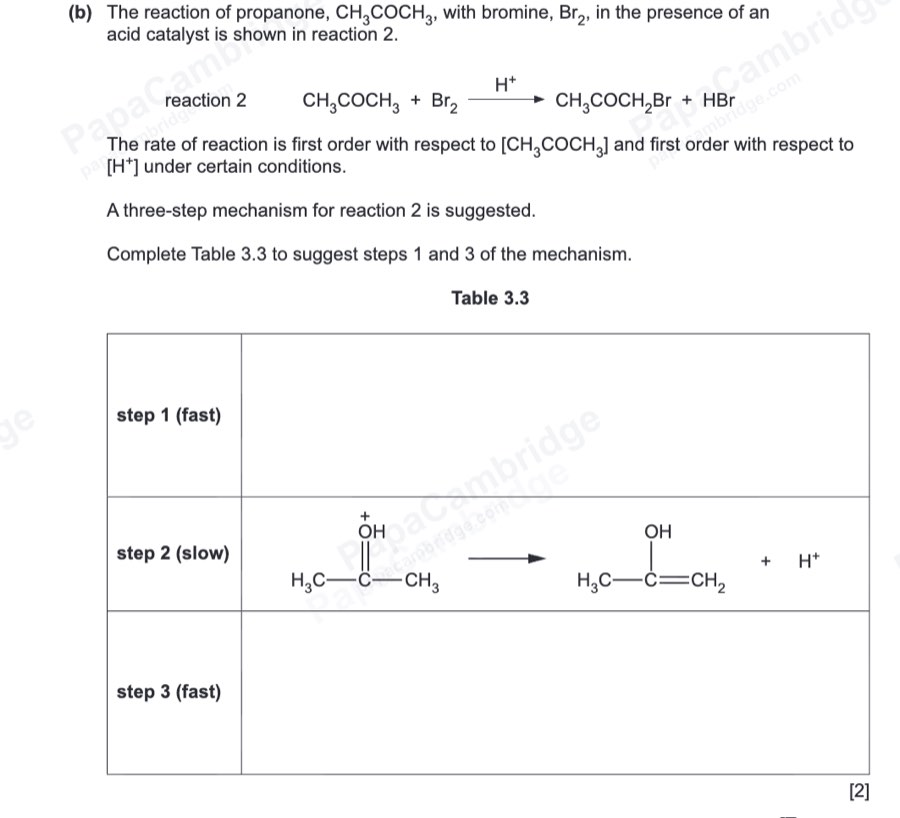 (b) The reaction of propanone, CH₃COCH₃, with bromine, Br₂, in the presence of an
acid catalyst is shown in reaction 2.
H⁺
reaction 2 CH₃COCH₃ + Br₂ → CH₃COCH₂Br + HBr
The rate of reaction is first order with respect to [CH₃COCH₃] and first order with respect to
[H⁺] under certain conditions.
A three-step mechanism for reaction 2 is suggested.
Complete Table 3.3 to suggest steps 1 and 3 of the mechanism.
Table 3.3
step 1 (fast)
+
OH OH
step 2 (slow) + H⁺
H₃C C CH₃ H₃C C CH₂
step 3 (fast)
[2]
PapaCambridge
PapaCambridge
PapaCambridge
ge